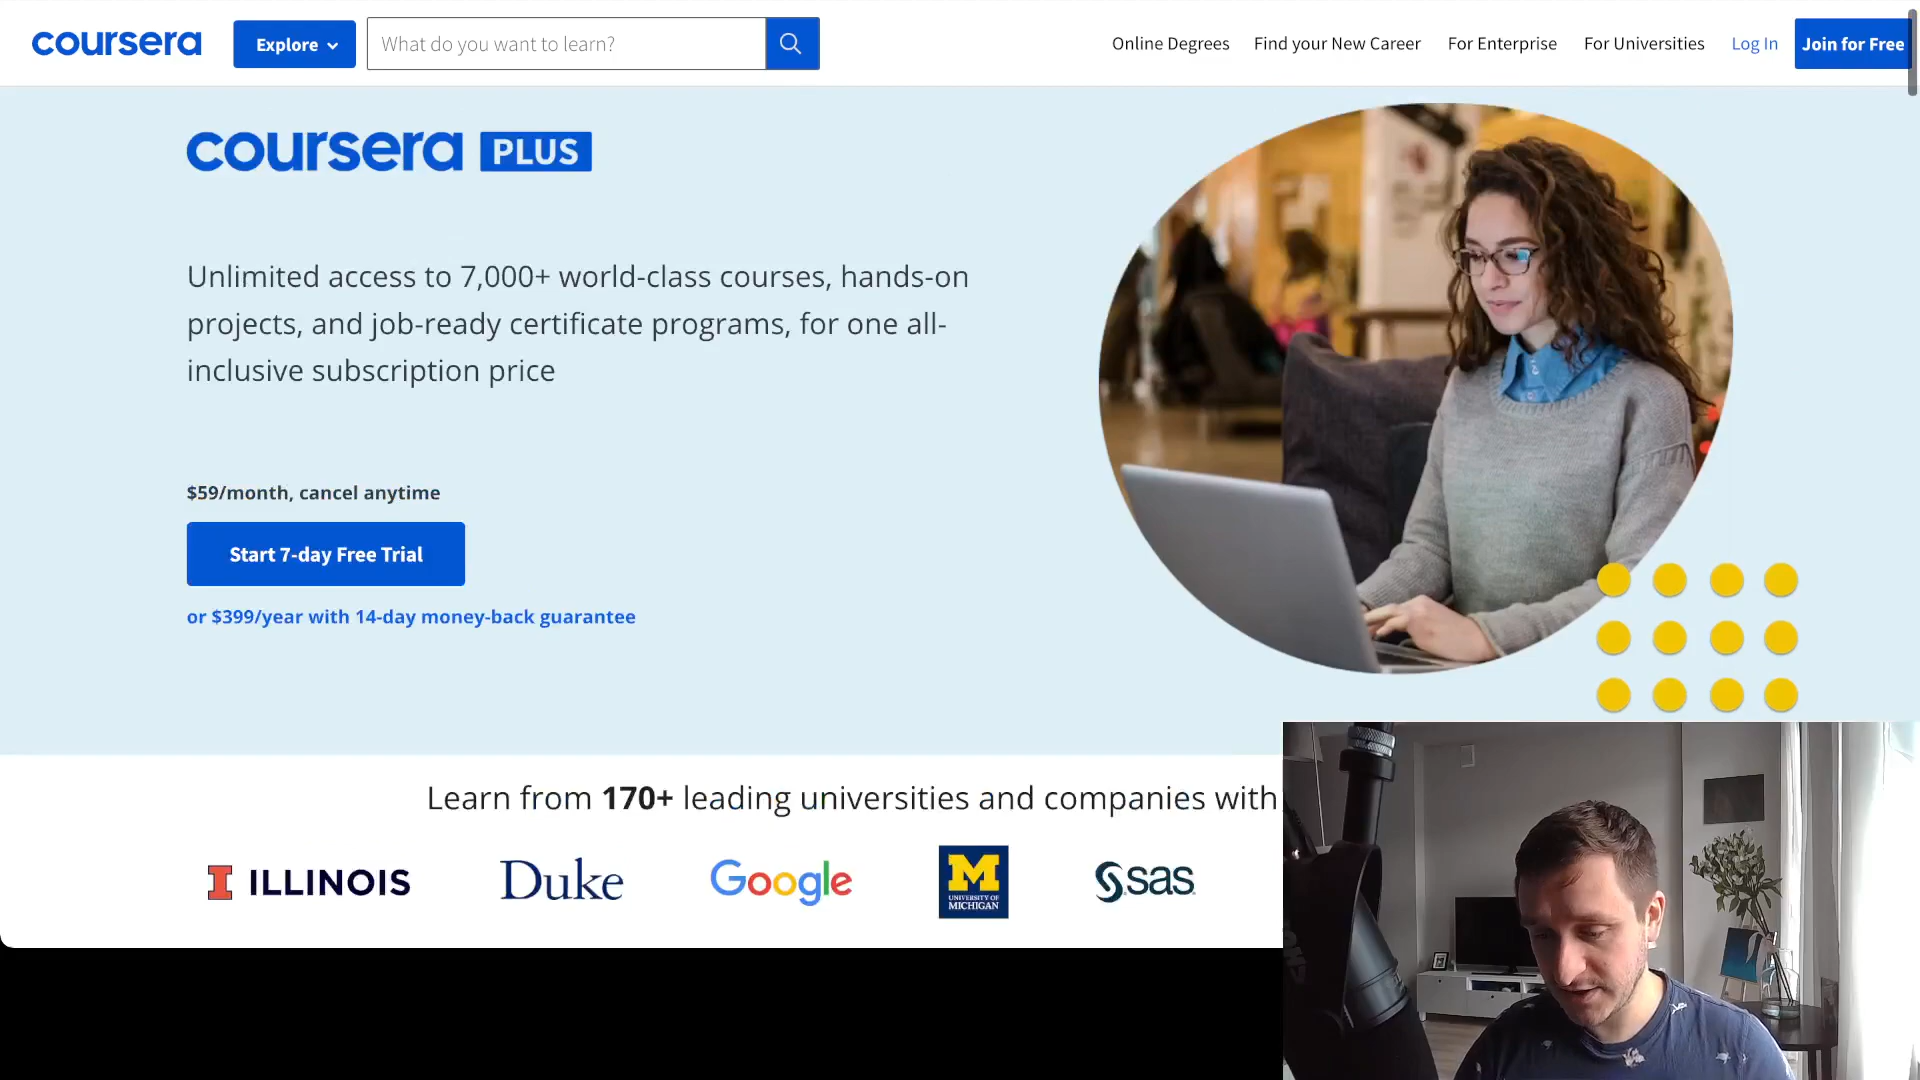 coursera
Explore
What do you want to learn?
Online Degrees
Find your New Career
For Enterprise
For Universities
Log In
Join for Free
coursera PLUS
Unlimited access to 7,000+ world-class courses, hands-on
projects, and job-ready certificate programs, for one all-
inclusive subscription price
$59/month, cancel anytime
Start 7-day Free Trial
or $399/year with 14-day money-back guarantee
Learn from 170+ leading universities and companies with
I ILLINOIS
Duke
Google
M
UNIVERSITY OF
MICHIGAN
sas